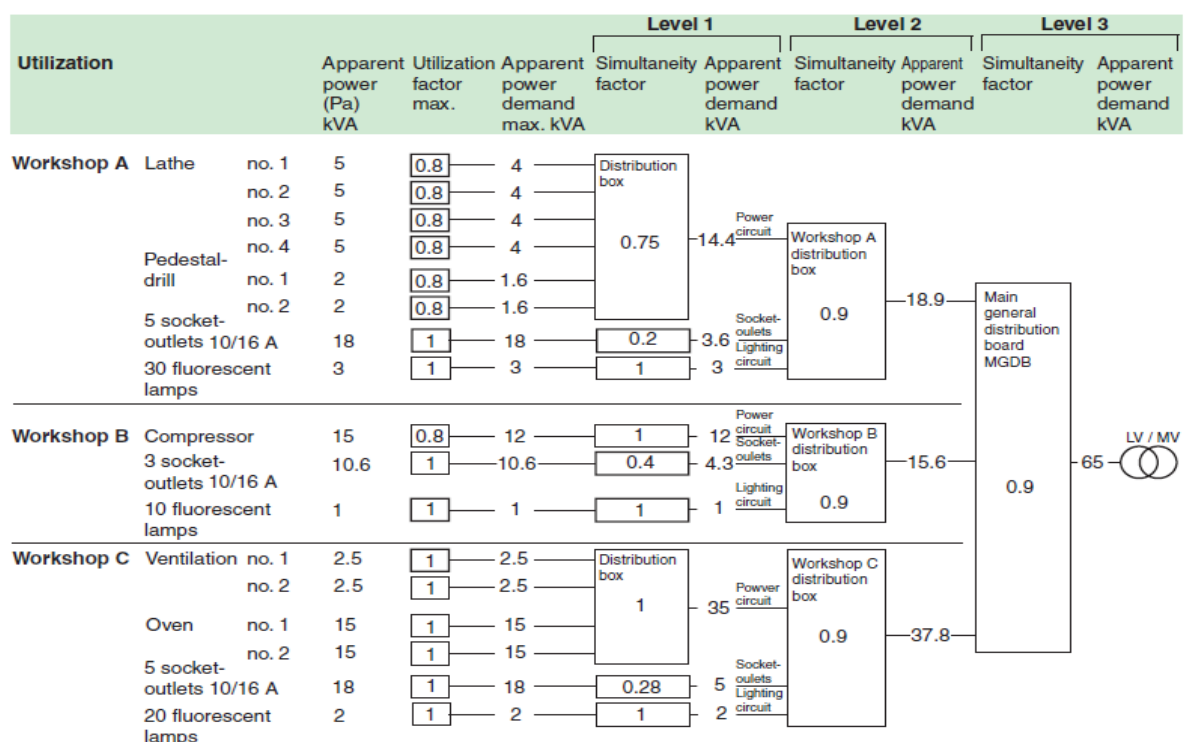 Level 1 Level 2 Level 3
Utilization Apparent Utilization Apparent Simultaneity Apparent Simultaneity Apparent Simultaneity Apparent
power factor power factor power factor power factor power
(Pa) max. demand demand demand demand
kVA max. kVA kVA kVA kVA
Workshop A Lathe no. 1 5 0.8 4 Distribution
box
no. 2 5 0.8 4
no. 3 5 0.8 4
Power
circuit
no. 4 5 0.8 4 0.75 14.4
Workshop A
distribution
box
Pedestal-
drill no. 1 2 0.8 1.6
no. 2 2 0.8 1.6
0.9 18.9
Main
general
distribution
board
MGDB
5 socket-
outlets 10/16 A 18 1 18 0.2 3.6
Socket-
oulets
Lighting
circuit
30 fluorescent
lamps 3 1 3 1 3
Workshop B Compressor 15 0.8 12 1 12
Power
circuit
Socket-
oulets
Workshop B
distribution
box
3 socket-
outlets 10/16 A 10.6 1 10.6 0.4 4.3
15.6
LV / MV
65
0.9
Lighting
circuit
10 fluorescent
lamps 1 1 1 1 1
0.9
Workshop C Ventilation no. 1 2.5 1 2.5 Distribution
box
no. 2 2.5 1 2.5
1 35
Powver
circuit
Workshop C
distribution
box
Oven no. 1 15 1 15
no. 2 15 1 15
0.9 37.8
5 socket-
outlets 10/16 A 18 1 18 0.28 5
Socket-
oulets
Lighting
circuit
20 fluorescent
lamps 2 1 2 1 2